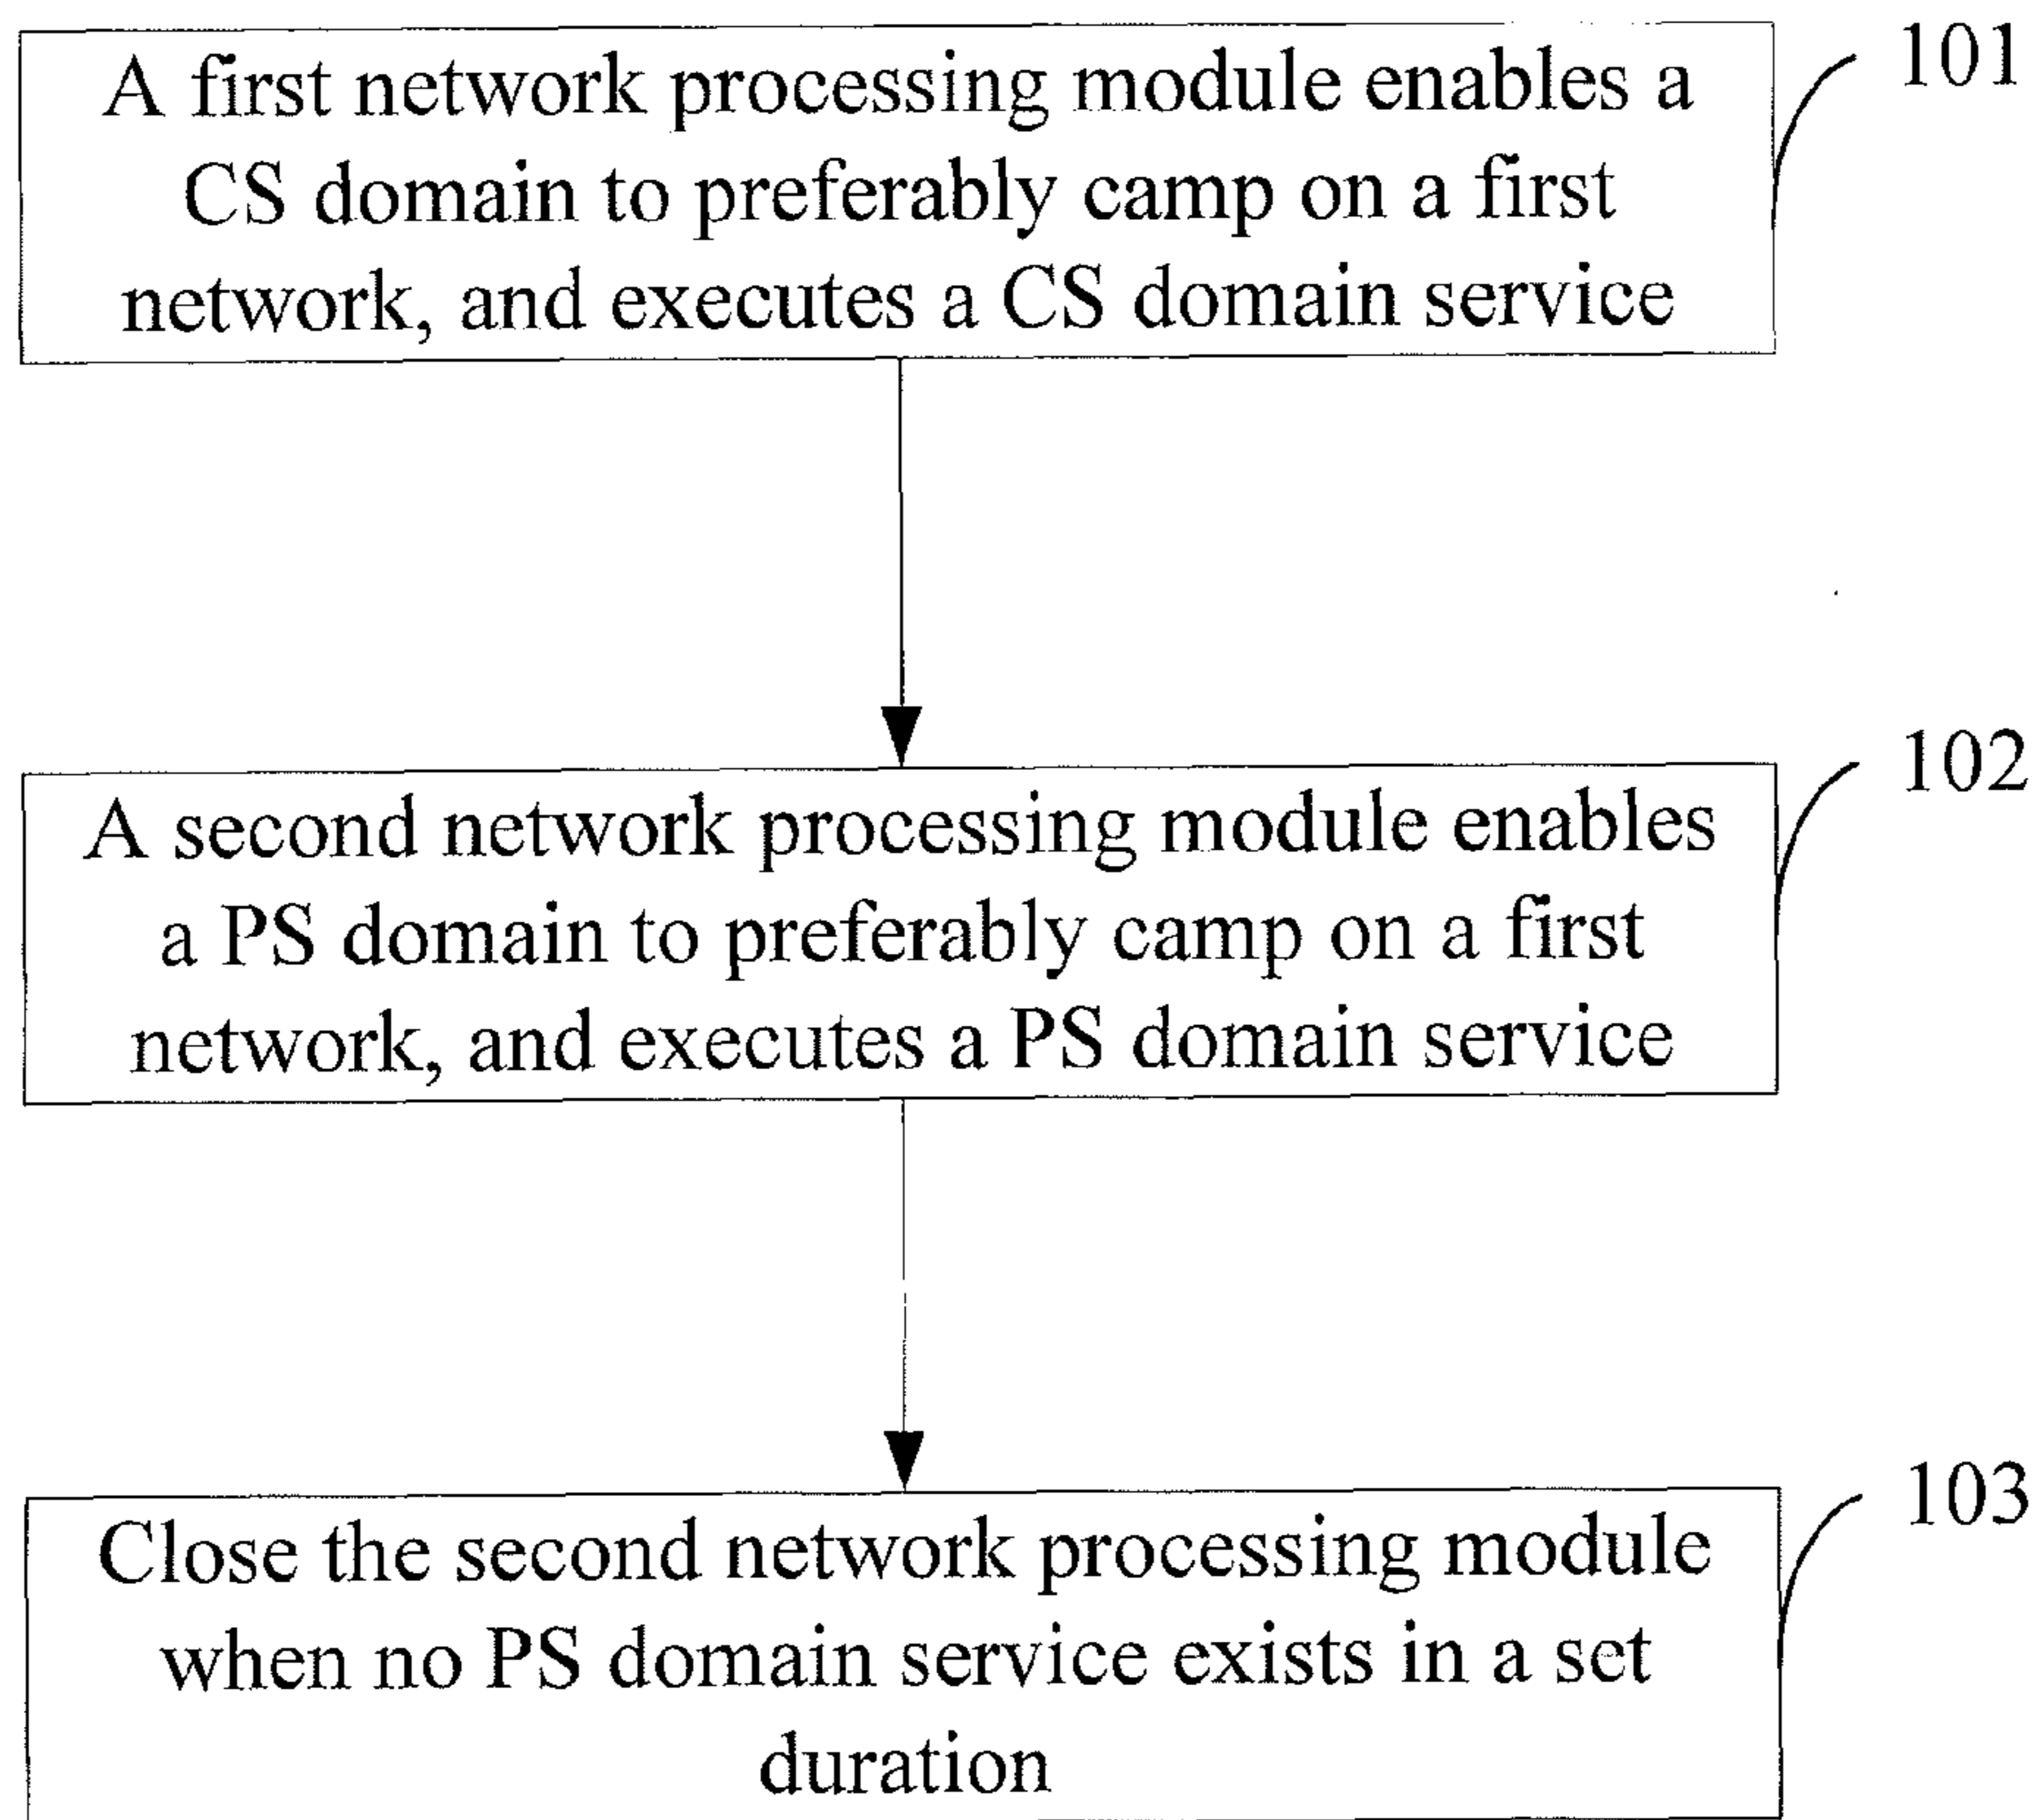 A first network processing module enables a
CS domain to preferably camp on a first
network, and executes a CS domain service
101
A second network processing module enables
a PS domain to preferably camp on a first
network, and executes a PS domain service
102
Close the second network processing module
when no PS domain service exists in a set
duration
103